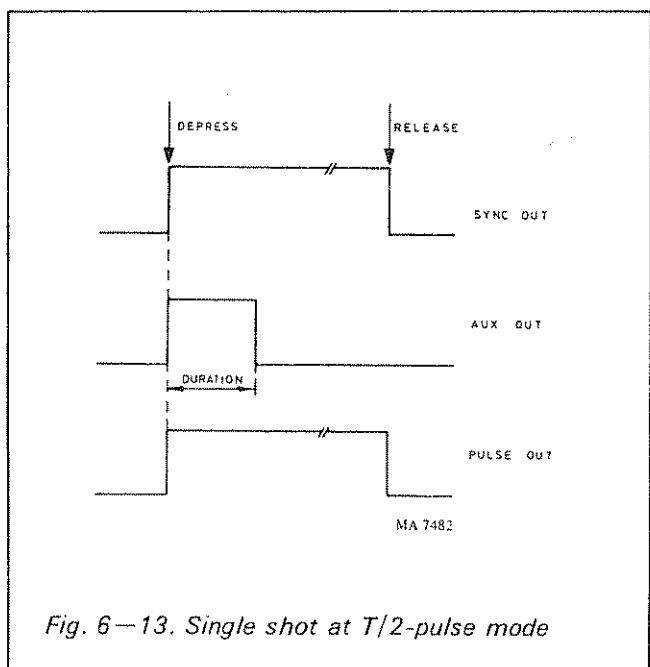 DEPRESS
RELEASE
SYNC OUT
AUX OUT
DURATION
PULSE OUT
MA 7482
Fig. 6—13. Single shot at T/2-pulse mode